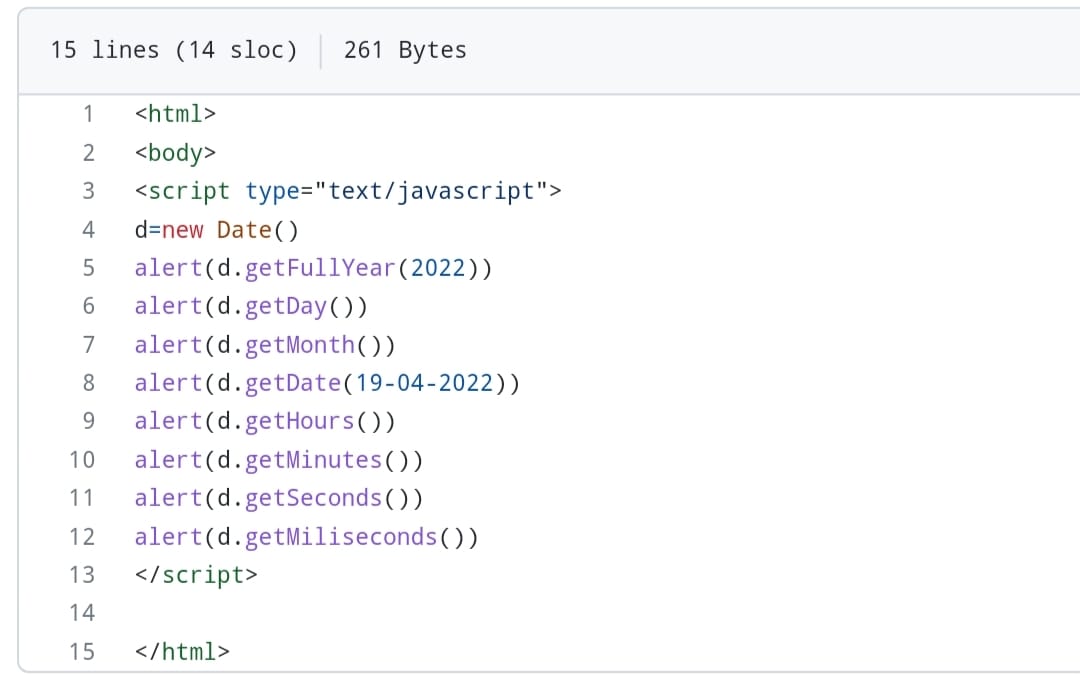 15 lines (14 sloc) 261 Bytes
1 <html>
2 <body>
3 <script type="text/javascript">
4 d=new Date()
5 alert(d.getFullYear(2022))
6 alert(d.getDay())
7 alert(d.getMonth())
8 alert(d.getDate(19-04-2022))
9 alert(d.getHours())
10 alert(d.getMinutes())
11 alert(d.getSeconds())
12 alert(d.getMiliseconds())
13 </script>
14
15 </html>